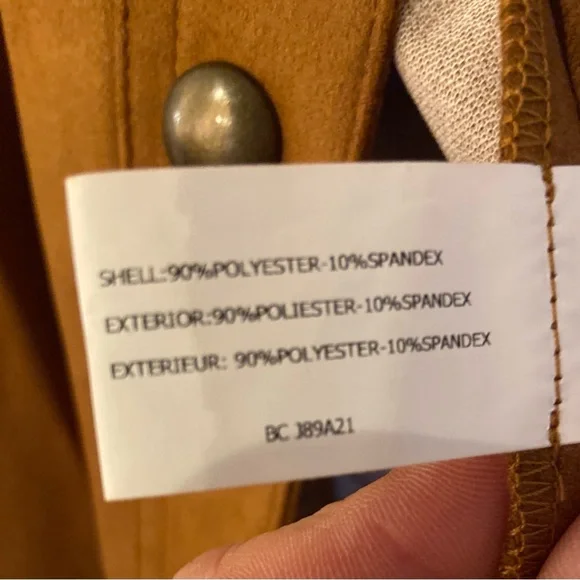 SHELL:90%POLYESTER-10%SPANDEX
EXTERIOR:90%POLIESTER-10%SPANDEX
EXTERIEUR: 90%POLYESTER-10%SPANDEX
BC J89A21